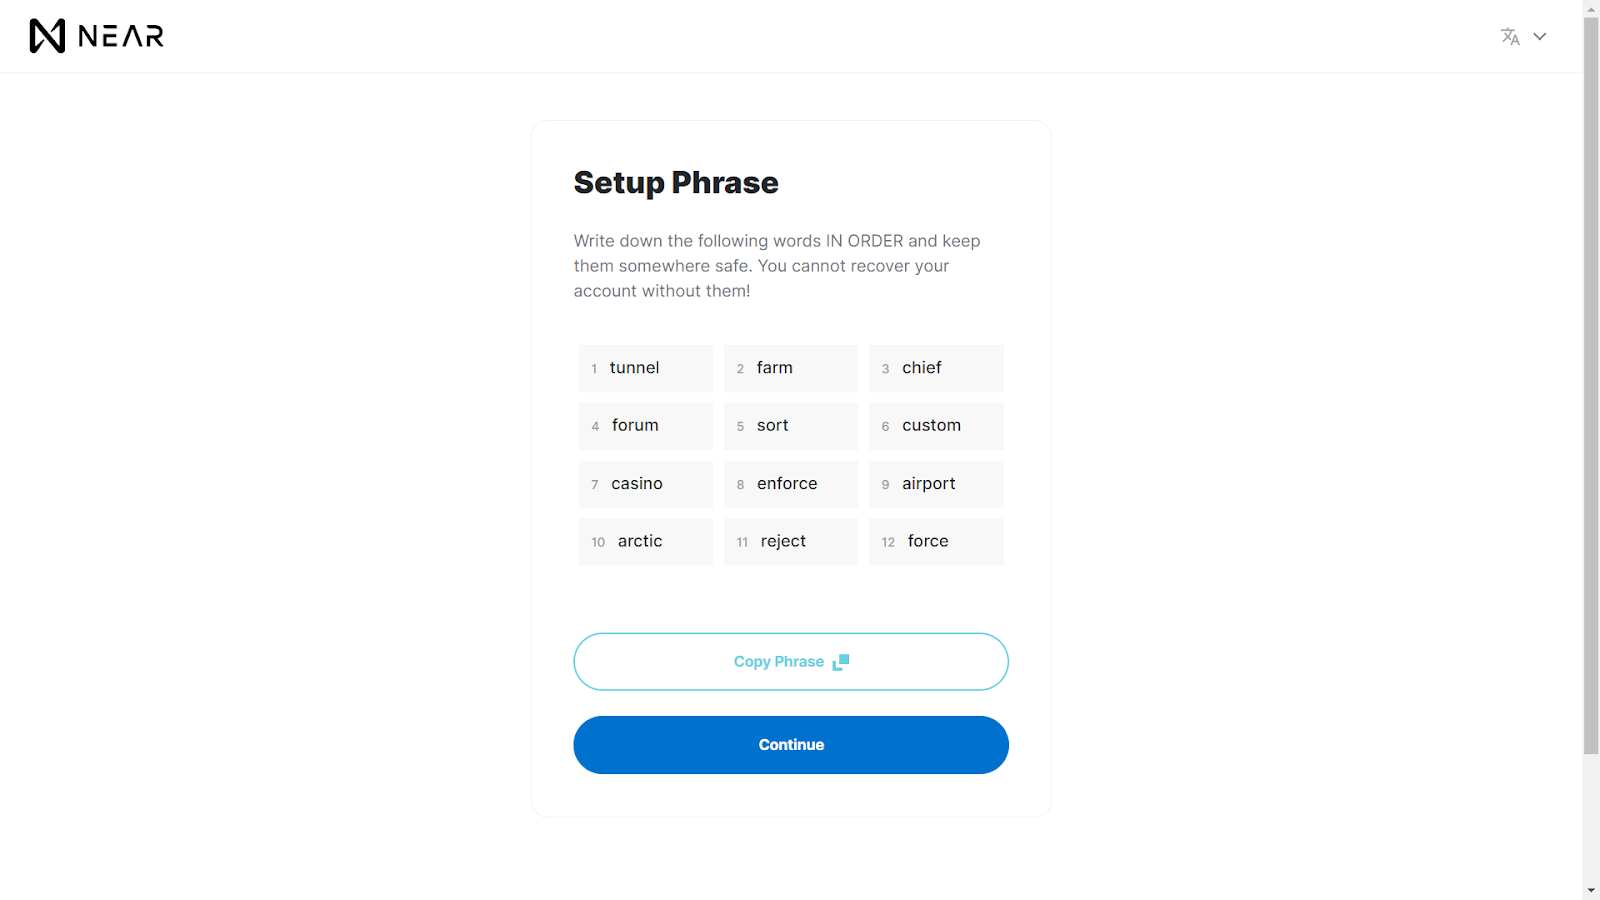 NEAR
Setup Phrase
Write down the following words IN ORDER and keep
them somewhere safe. You cannot recover your
account without them!
1 tunnel 2 farm 3 chief
4 forum 5 sort 6 custom
7 casino 8 enforce 9 airport
10 arctic 11 reject 12 force
Copy Phrase
Continue